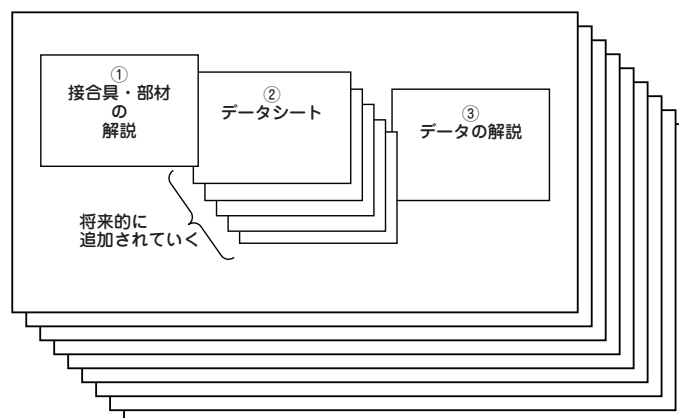 ①
接合具・部材
の
解説
②
データシート
③
データの解説
将来的に
追加されていく